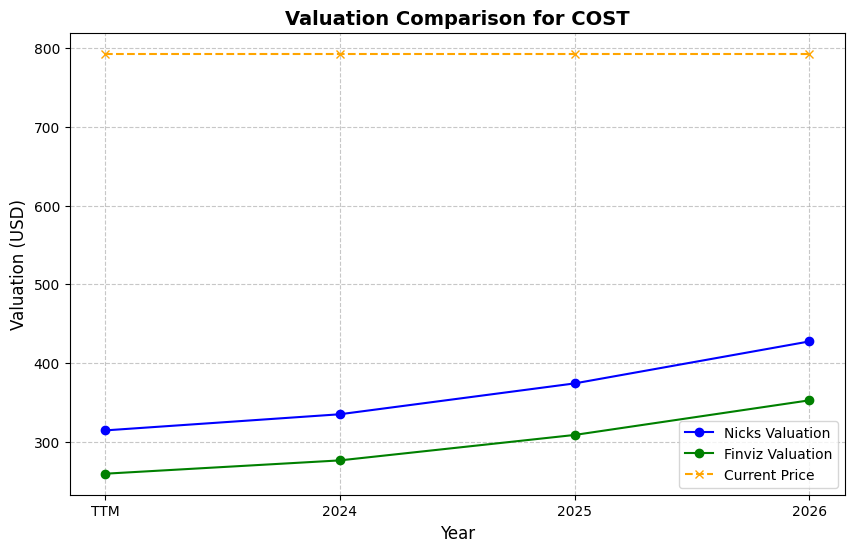 Valuation Comparison for COST
Valuation (USD)
800
700
600
500
400
300
TTM
2024
2025
2026
Year
Nicks Valuation
Finviz Valuation
Current Price